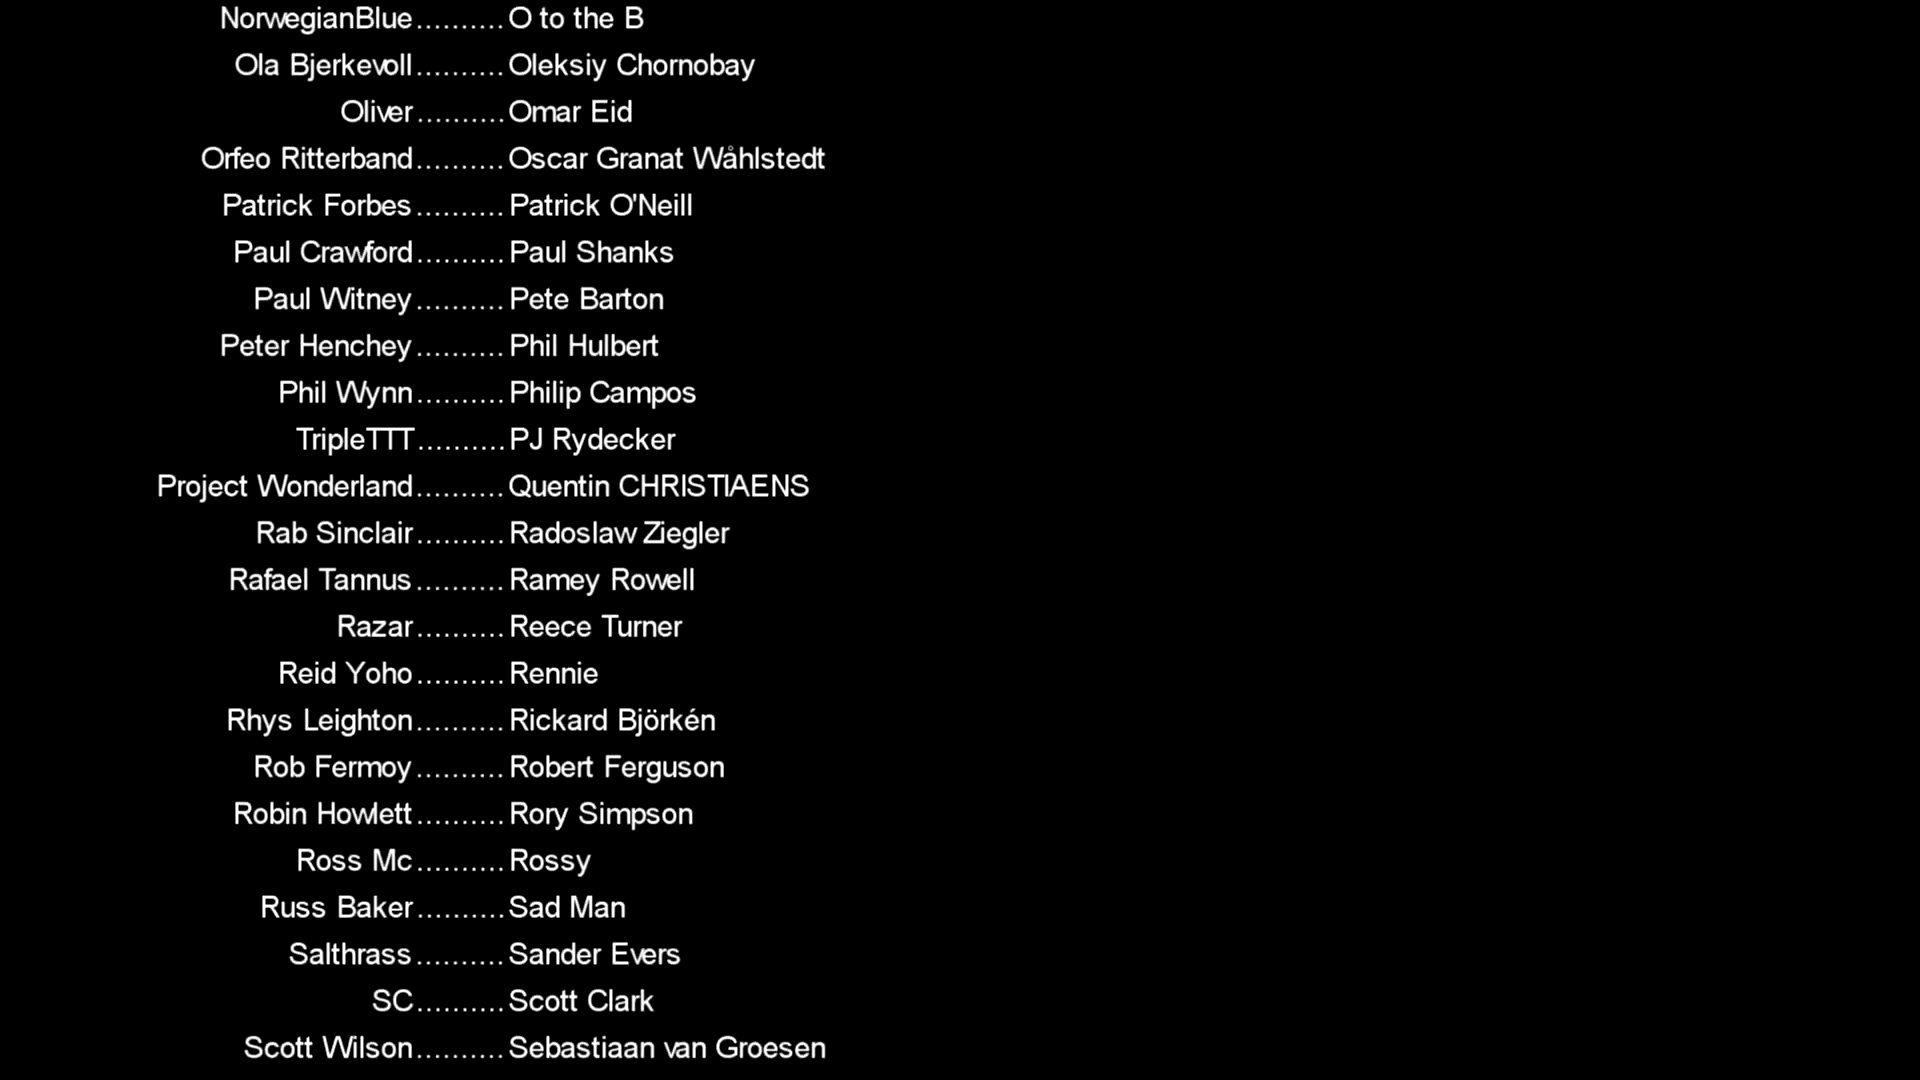 NorwegianBlue..........O to the B
Ola Bjerkevoll..........Oleksiy Chornobay
Oliver..........Omar Eid
Orfeo Ritterband..........Oscar Granat Wåhlstedt
Patrick Forbes..........Patrick O'Neill
Paul Crawford..........Paul Shanks
Paul Witney..........Pete Barton
Peter Henchey..........Phil Hulbert
Phil Wynn..........Philip Campos
TripleTTT..........PJ Rydecker
Project Wonderland..........Quentin CHRISTIAENS
Rab Sinclair..........Radoslaw Ziegler
Rafael Tannus..........Ramey Rowell
Razar..........Reece Turner
Reid Yoho..........Rennie
Rhys Leighton..........Rickard Björkén
Rob Fermoy..........Robert Ferguson
Robin Howlett..........Rory Simpson
Ross Mc..........Rossy
Russ Baker..........Sad Man
Salthrass..........Sander Evers
SC..........Scott Clark
Scott Wilson..........Sebastiaan van Groesen